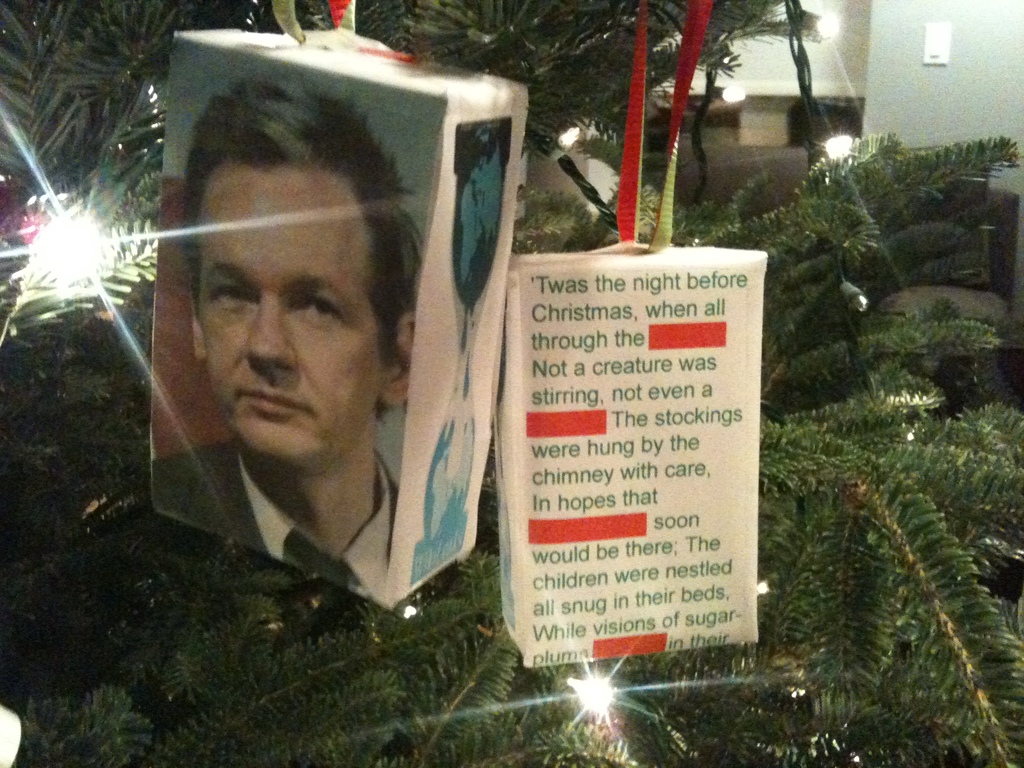 'Twas the night before
Christmas, when all
through the
Not a creature was
stirring, not even a
The stockings
were hung by the
chimney with care,
In hopes that
soon
would be there; The
children were nestled
all snug in their beds,
While visions of sugar-
plums in their